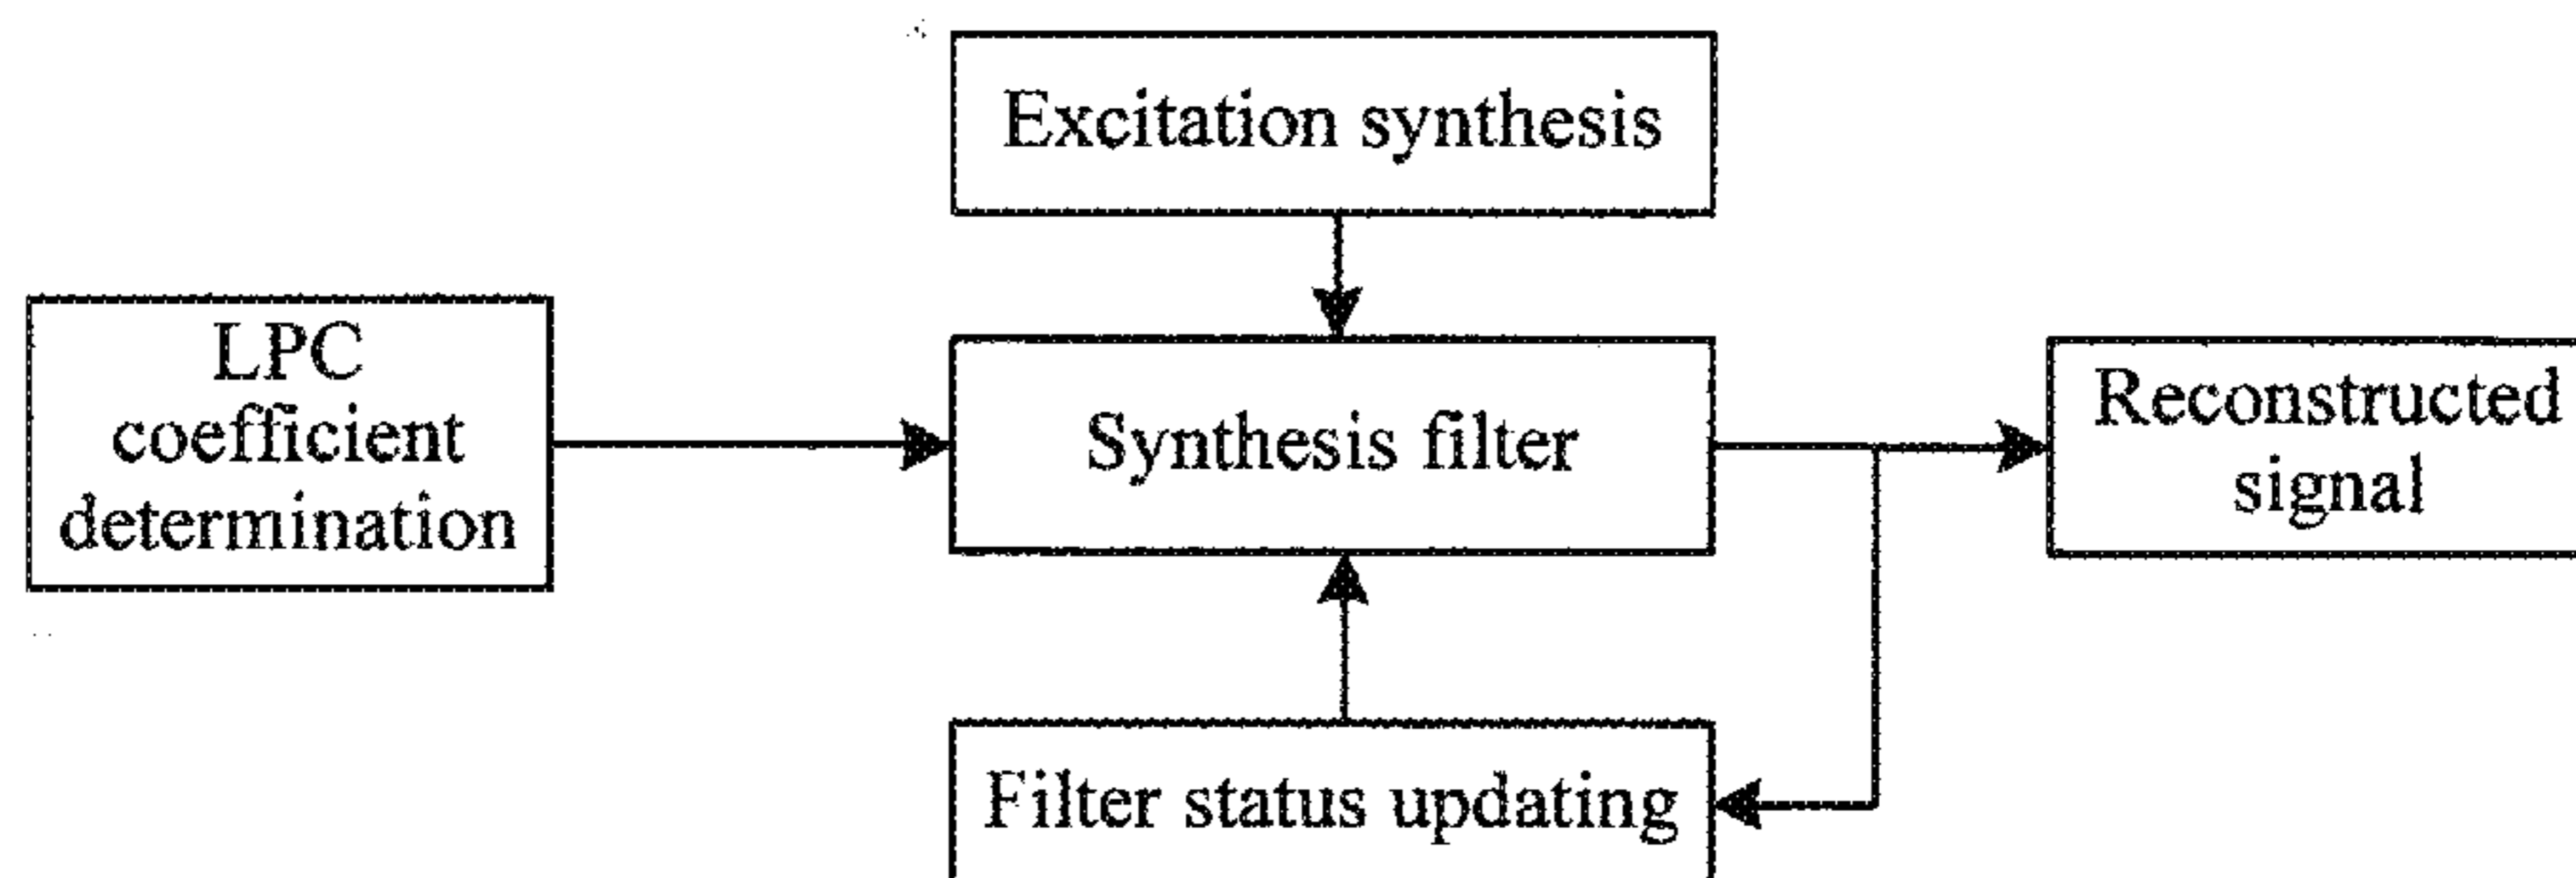 Excitation synthesis
LPC
coefficient
determination
Synthesis filter
Reconstructed
signal
Filter status updating